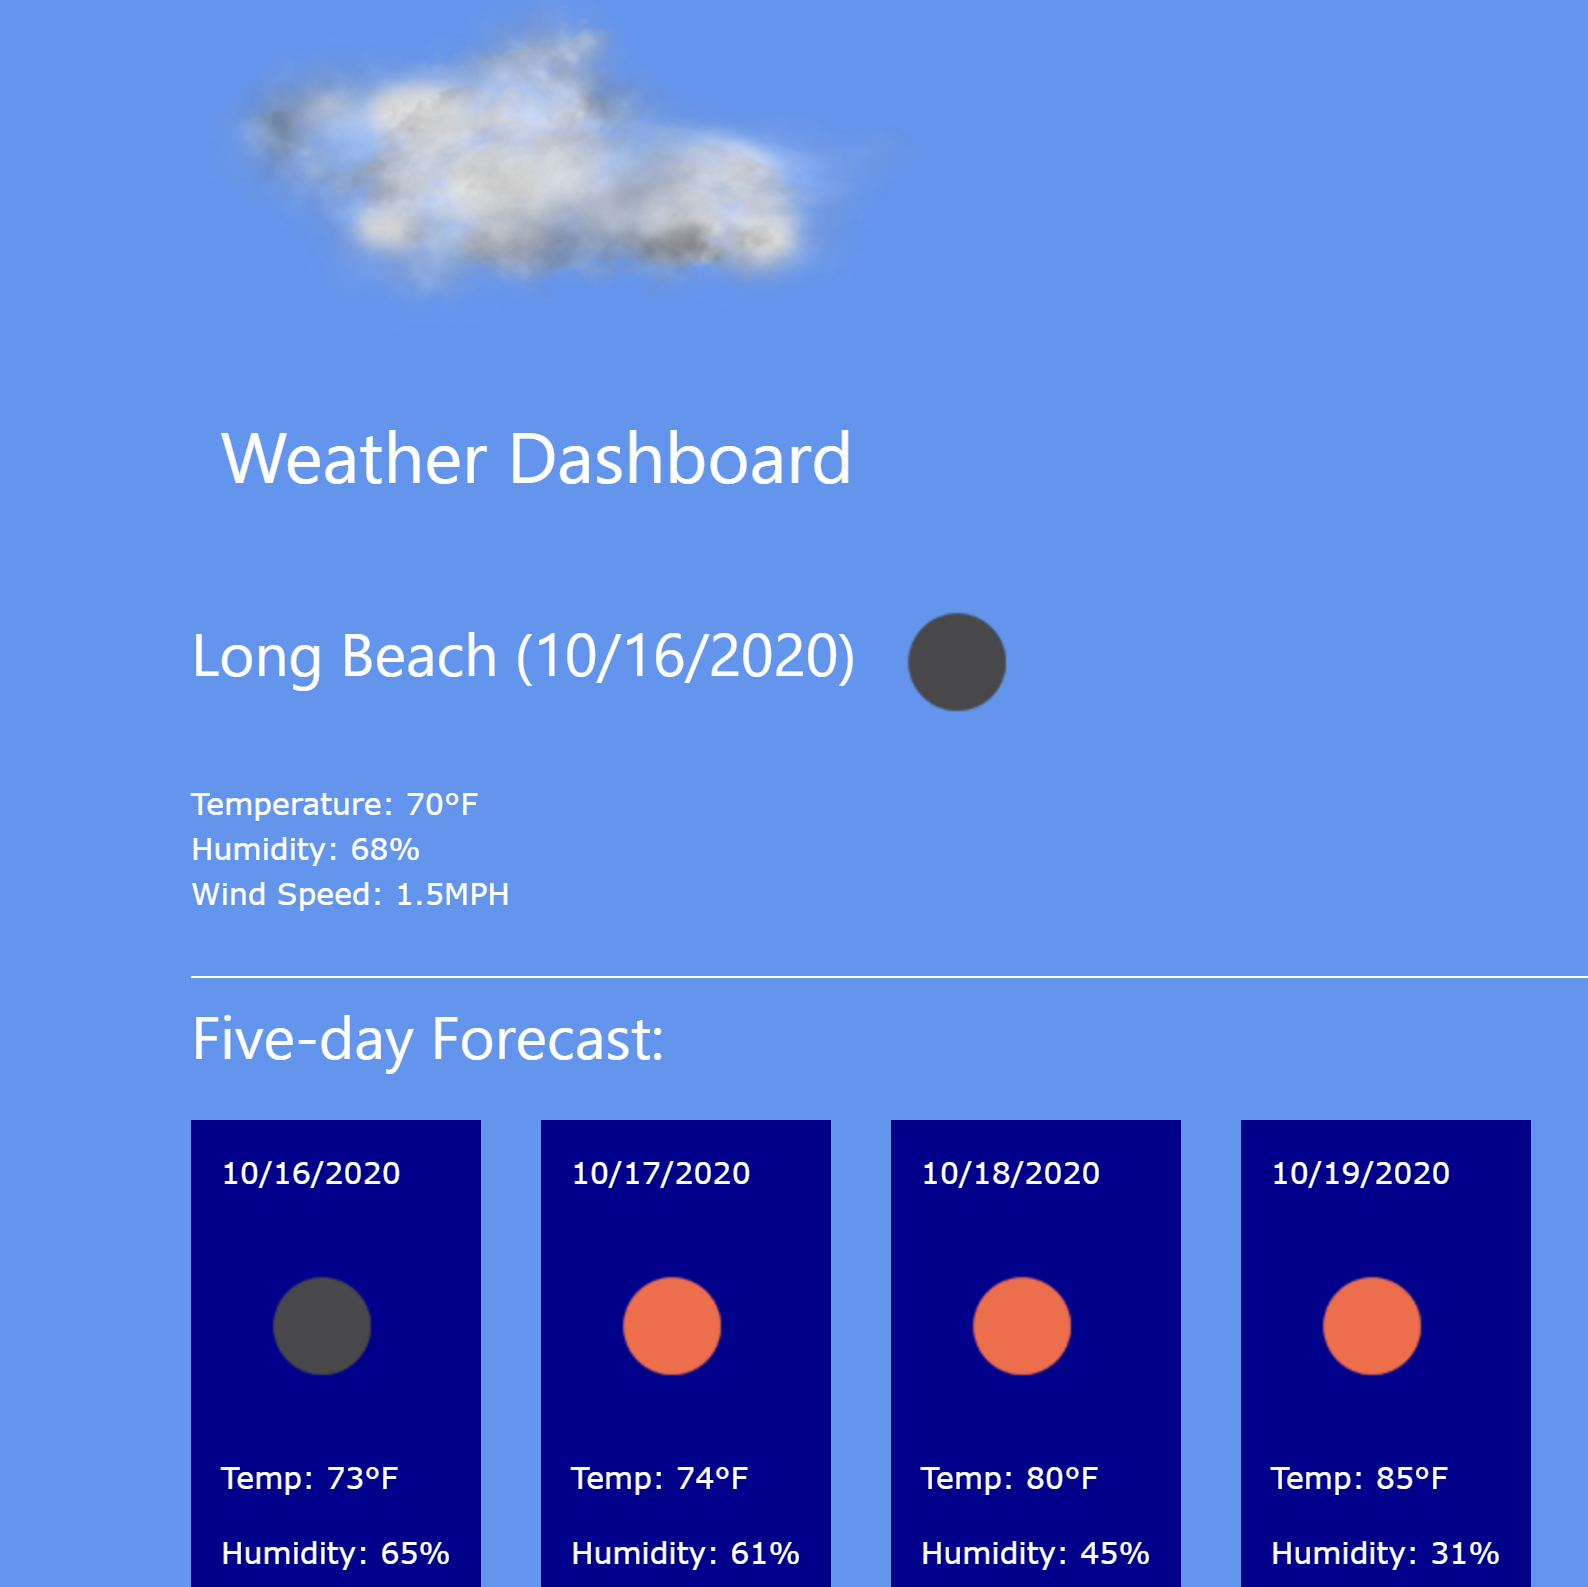 Weather Dashboard
Long Beach (10/16/2020)
Temperature: 70°F
Humidity: 68%
Wind Speed: 1.5MPH
Five-day Forecast:
10/16/2020
Temp: 73°F
Humidity: 65%
10/17/2020
Temp: 74°F
Humidity: 61%
10/18/2020
Temp: 80°F
Humidity: 45%
10/19/2020
Temp: 85°F
Humidity: 31%